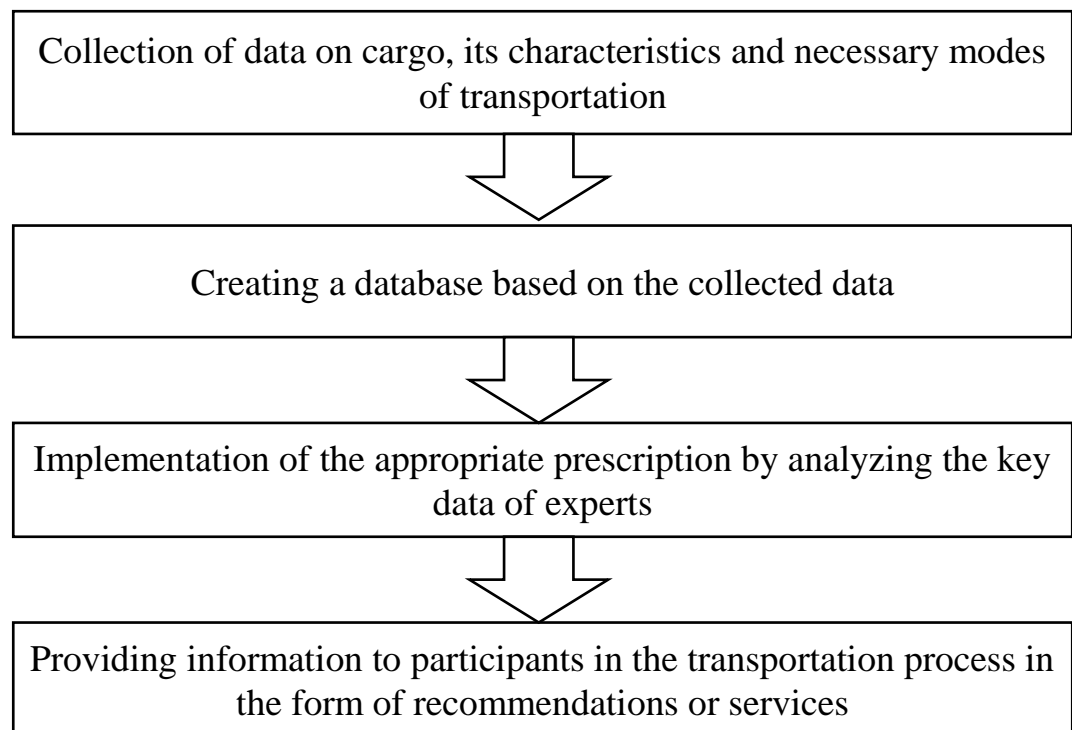 Collection of data on cargo, its characteristics and necessary modes
of transportation
Creating a database based on the collected data
Implementation of the appropriate prescription by analyzing the key
data of experts
Providing information to participants in the transportation process in
the form of recommendations or services